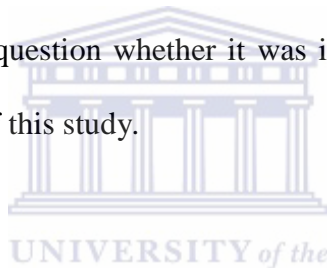 question whether it was i
f this study.
UNIVERSITY of the